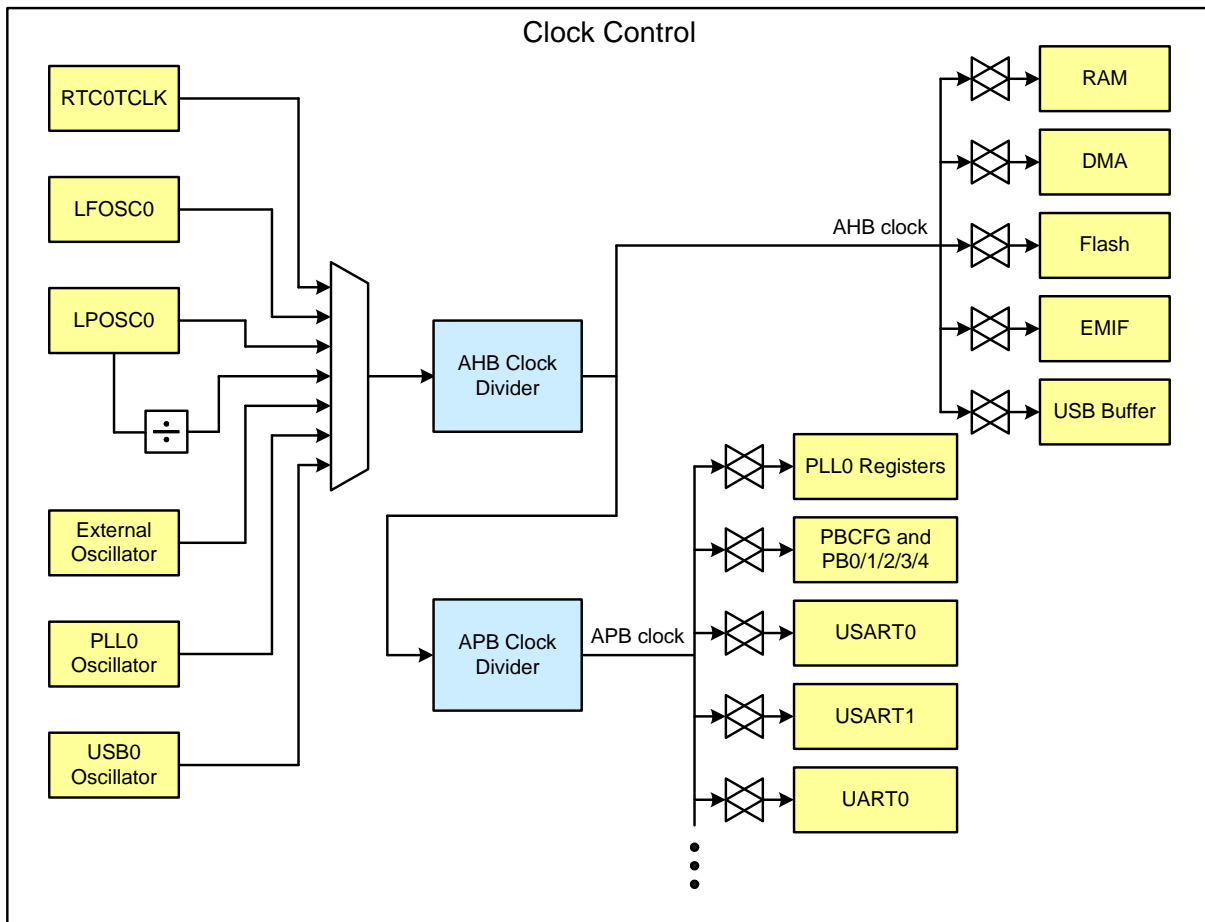 Clock Control
RTC0TCLK
LFOSC0
LPOSC0
÷
External
Oscillator
PLL0
Oscillator
USB0
Oscillator
AHB Clock
Divider
APB Clock
Divider
AHB clock
APB clock
RAM
DMA
Flash
EMIF
USB Buffer
PLL0 Registers
PBCFG and
PB0/1/2/3/4
USART0
USART1
UART0